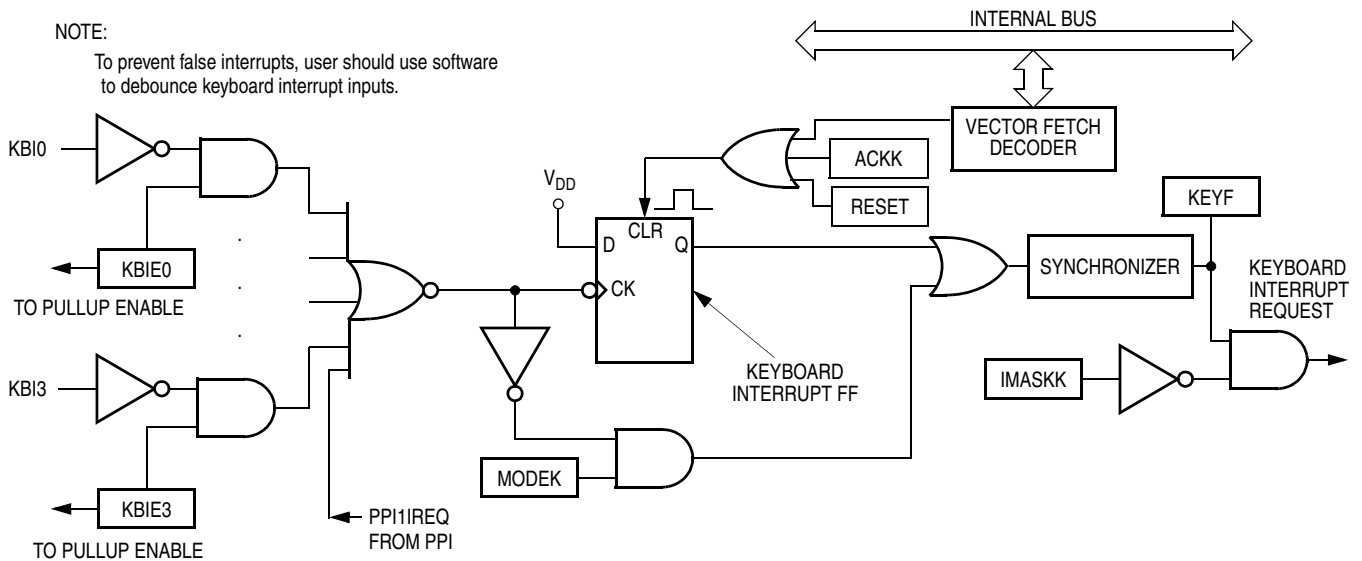 NOTE:
To prevent false interrupts, user should use software
to debounce keyboard interrupt inputs.
INTERNAL BUS
VECTOR FETCH
DECODER
ACKK
RESET
KBI0
KBIE0
TO PULLUP ENABLE
.
.
.
KBI3
KBIE3
TO PULLUP ENABLE
PPI1IREQ
FROM PPI
VDD
D
CLR
Q
CK
KEYBOARD
INTERRUPT FF
MODEK
SYNCHRONIZER
KEYF
IMASKK
KEYBOARD
INTERRUPT
REQUEST